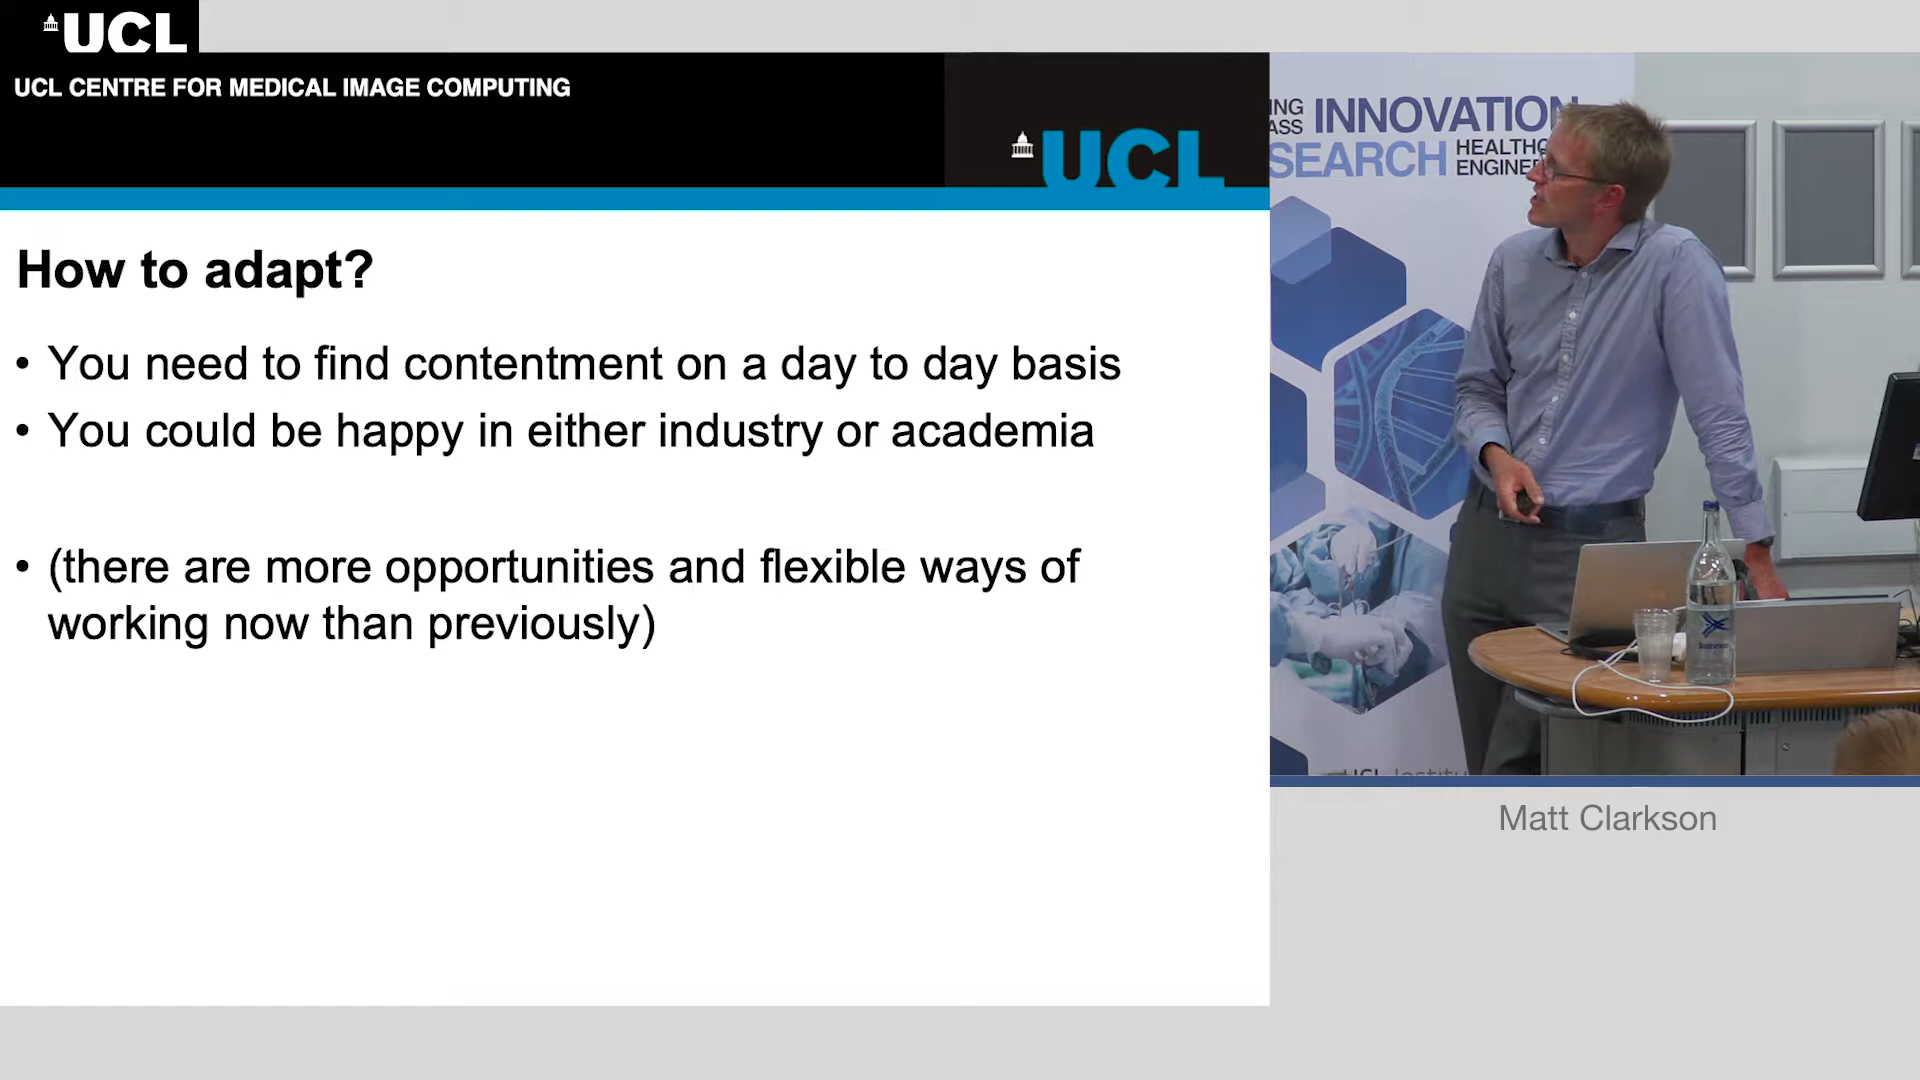 UCL
UCL CENTRE FOR MEDICAL IMAGE COMPUTING
UCL
How to adapt?
• You need to find contentment on a day to day basis
• You could be happy in either industry or academia
• (there are more opportunities and flexible ways of
working now than previously)
INNOVATION
UCL
Matt Clarkson